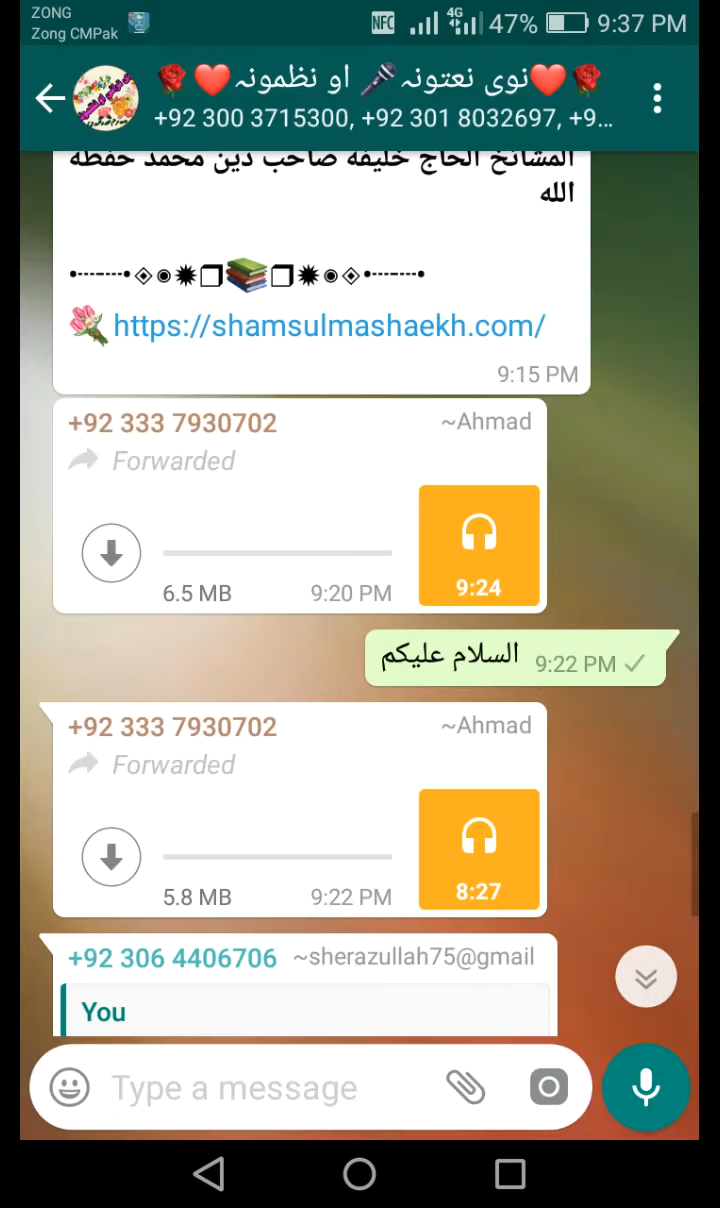 ZONG
Zong CMPak
NFC 4G 47% 9:37 PM
🌹❤️نوی نعتونہ🎤 او نظمونہ❤️🌹
+92 300 3715300, +92 301 8032697, +9...
المشائخ الحاج خلیفه صاحب دین محمد حفظه
الله
•┈┈┈•◈◉✹❒📚❒✹◉◈•┈┈┈•
💐 https://shamsulmashaekh.com/
9:15 PM
+92 333 7930702 ~Ahmad
Forwarded
9:24
6.5 MB 9:20 PM
السلام علیکم 9:22 PM
+92 333 7930702 ~Ahmad
Forwarded
8:27
5.8 MB 9:22 PM
+92 306 4406706 ~sherazullah75@gmail
You
Type a message